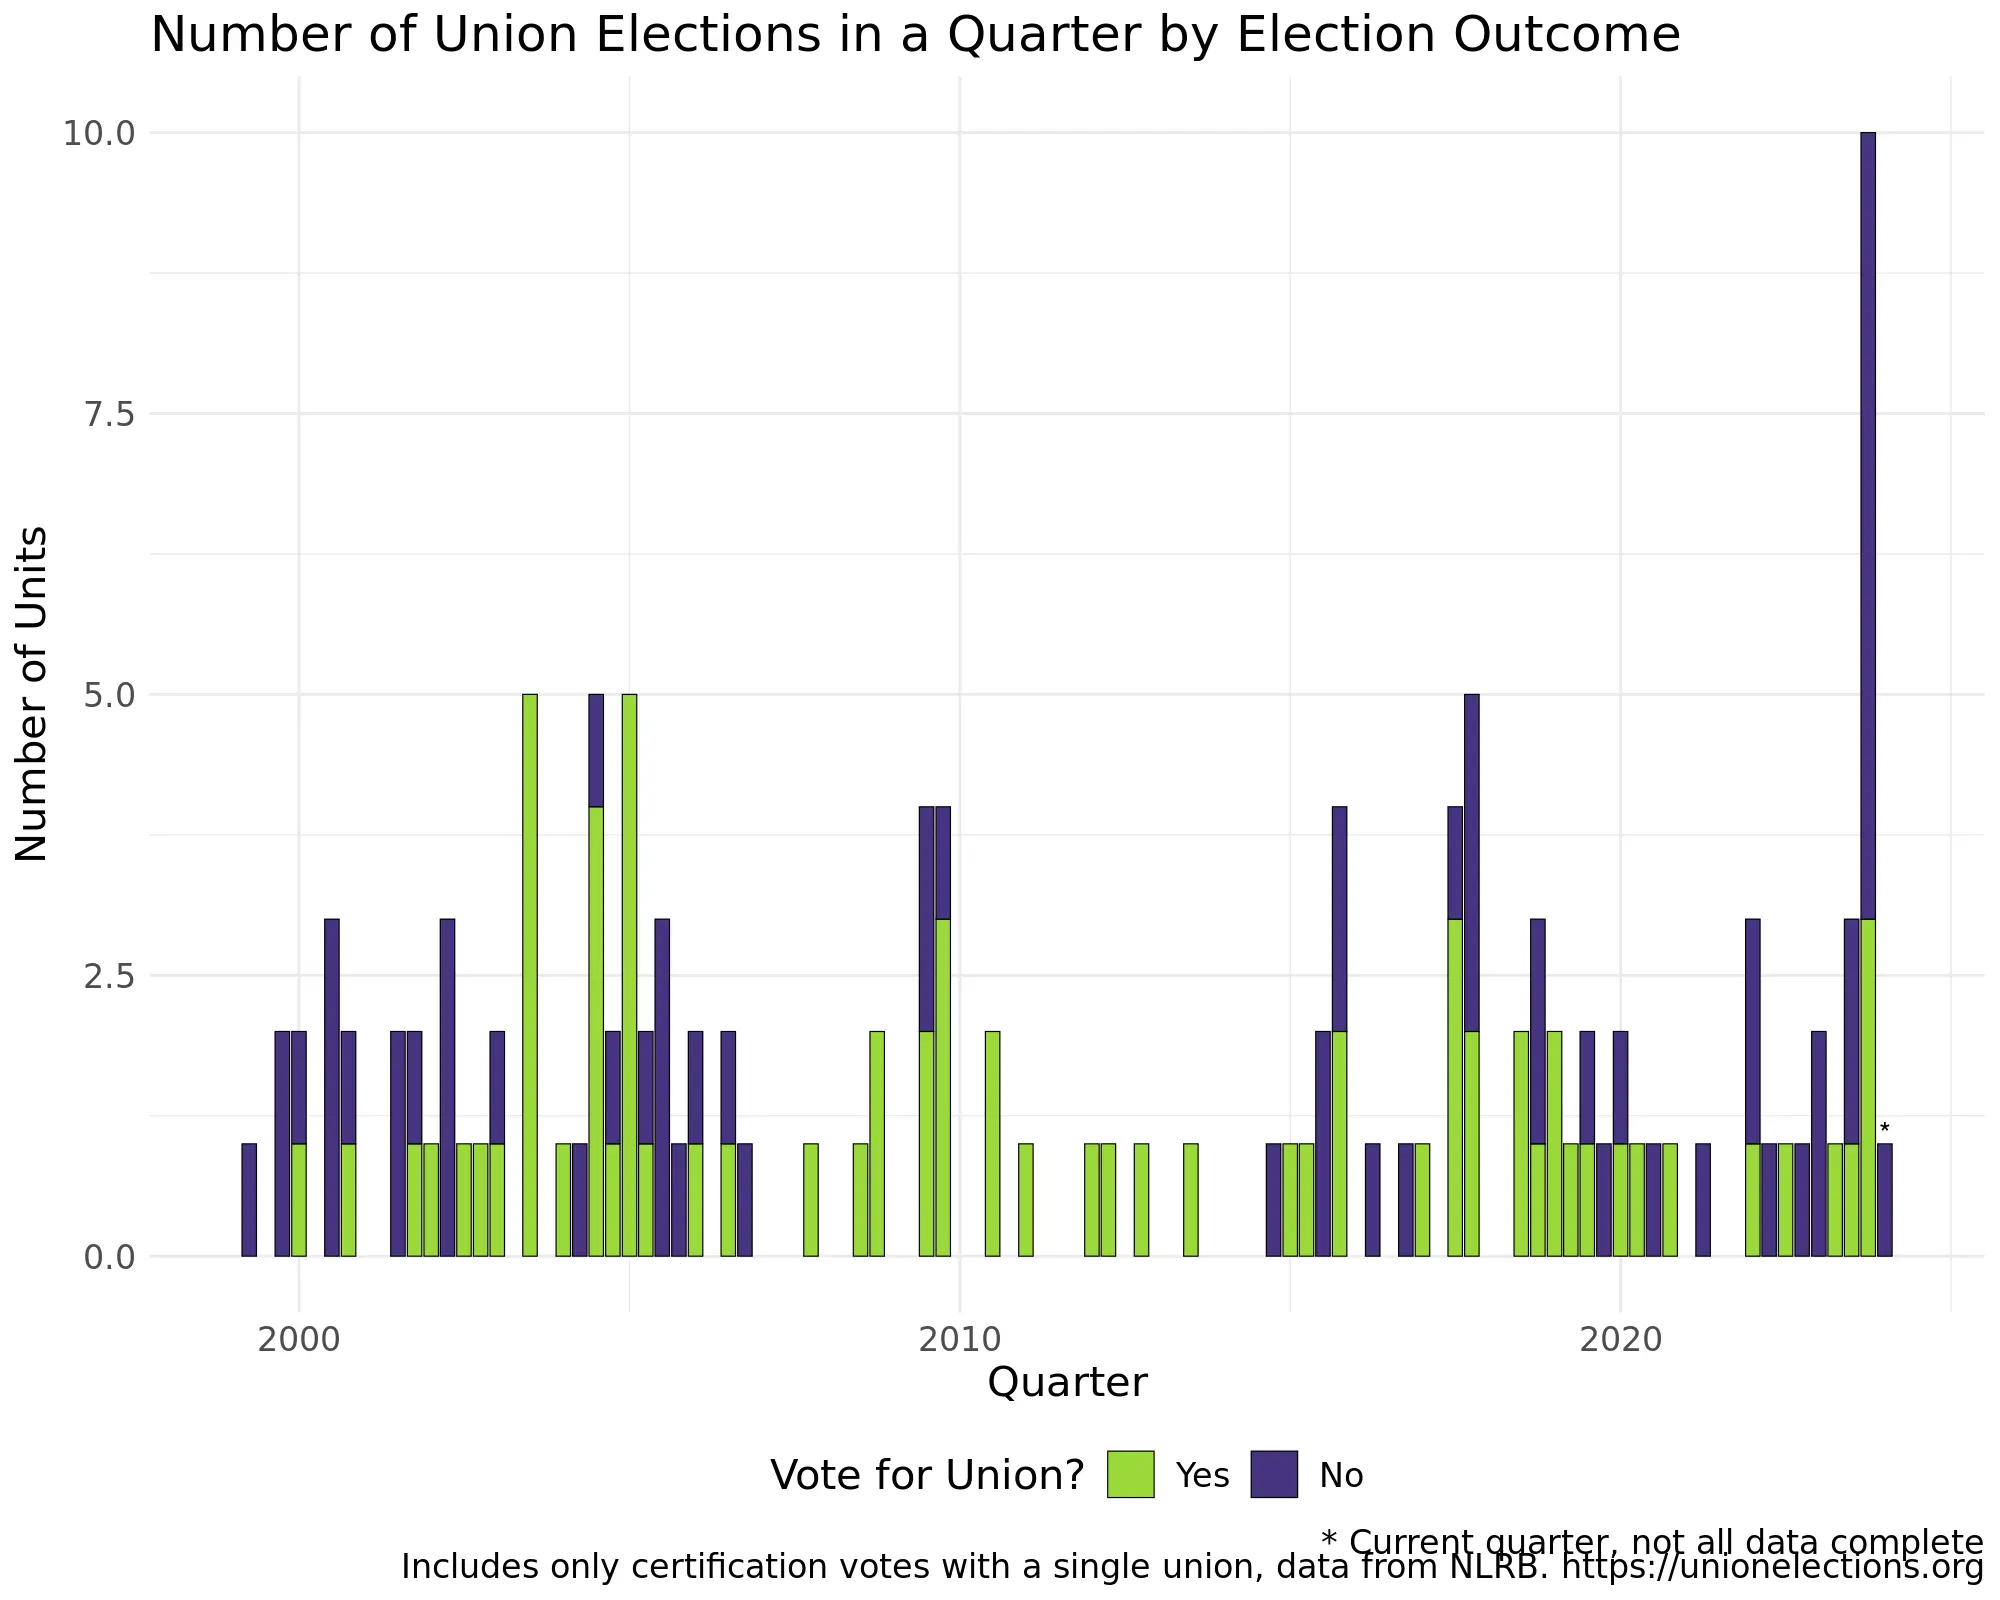 Number of Union Elections in a Quarter by Election Outcome
10.0
7.5
5.0
2.5
0.0
Number of Units
*
2000 2010 2020
Quarter
Vote for Union? Yes No
* Current quarter, not all data complete
Includes only certification votes with a single union, data from NLRB. https://unionelections.org